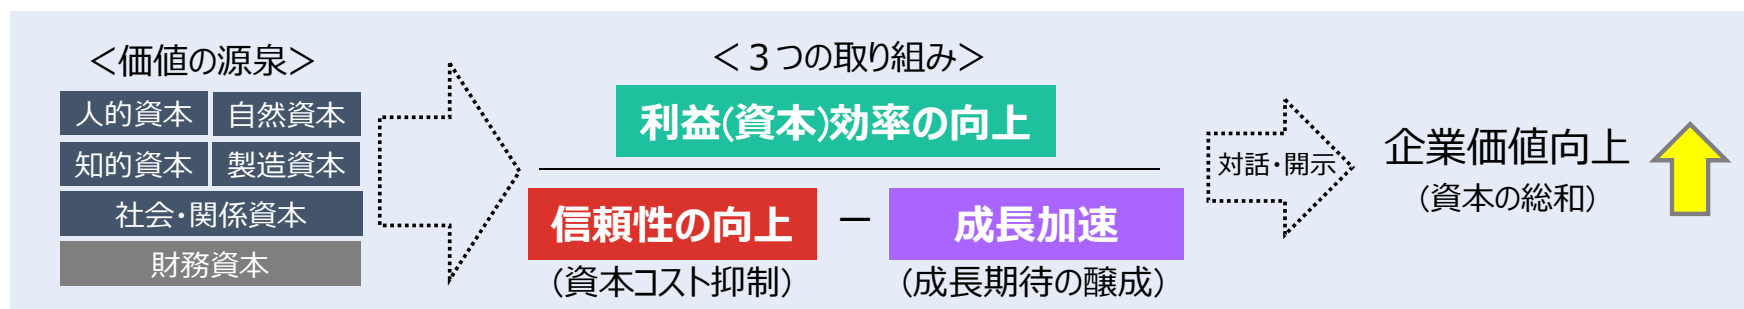 ＜価値の源泉＞
人的資本 自然資本
知的資本 製造資本
社会・関係資本
財務資本
＜３つの取り組み＞
利益(資本)効率の向上
信頼性の向上 － 成長加速
(資本コスト抑制) (成長期待の醸成)
対話・開示
企業価値向上
(資本の総和)